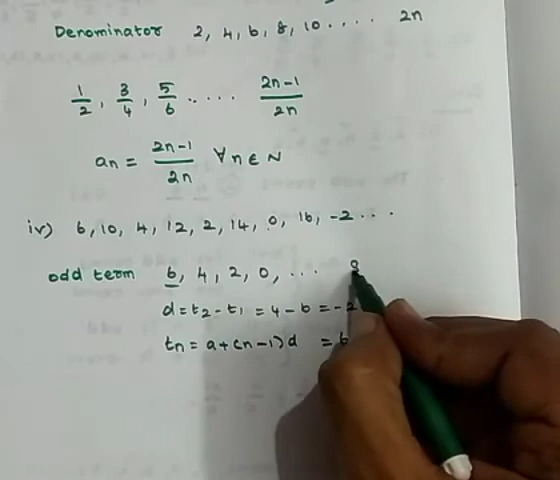 Denominator 2, 4, 6, 8, 10 .... 2n
1/2, 3/4, 5/6 ..... 2n-1/2n
an = 2n-1/2n ∀ n ∈ N
iv) 6, 10, 4, 12, 2, 14, 0, 16, -2 ...
odd term 6, 4, 2, 0, ... 8
d = t₂ - t₁ = 4 - 6 = -2
tn = a + (n-1)d = 6